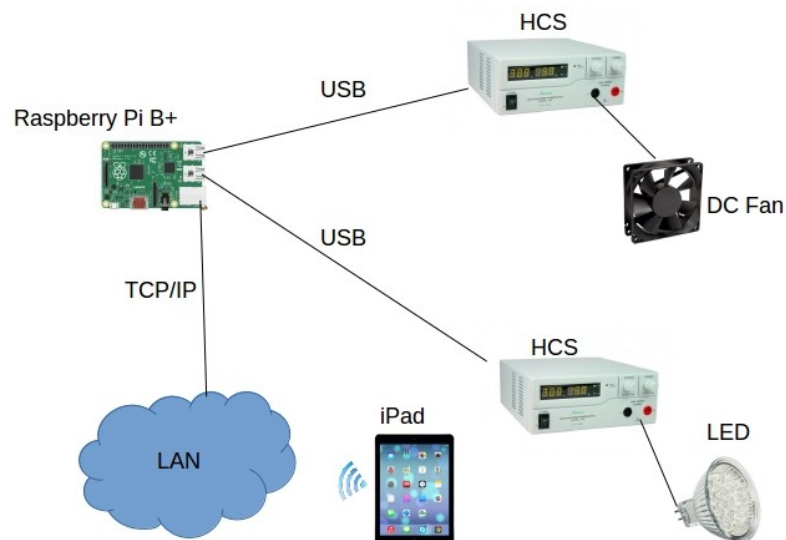 HCS
USB
Raspberry Pi B+
DC Fan
USB
TCP/IP
HCS
iPad
LED
LAN